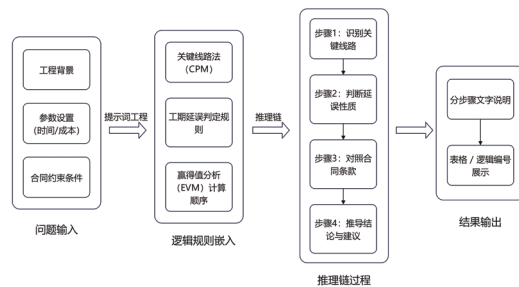 工程背景
参数设置
(时间/成本)
合同约束条件
问题输入
提示词工程
关键线路法
(CPM)
工期延误判定规
则
赢得值分析
(EVM)计算
顺序
逻辑规则嵌入
推理链
步骤1:识别关
键线路
步骤2:判断延
误性质
步骤3:对照合
同条款
步骤4:推导结
论与建议
推理链过程
分步骤文字说明
表格 / 逻辑编号
展示
结果输出